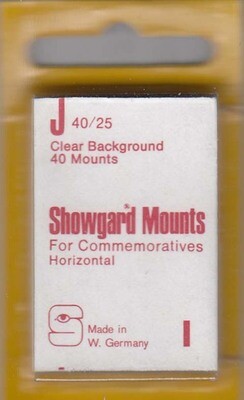 J 40/25
Clear Background
40 Mounts
Showgard® Mounts
For Commemoratives
Horizontal
Made in
W. Germany